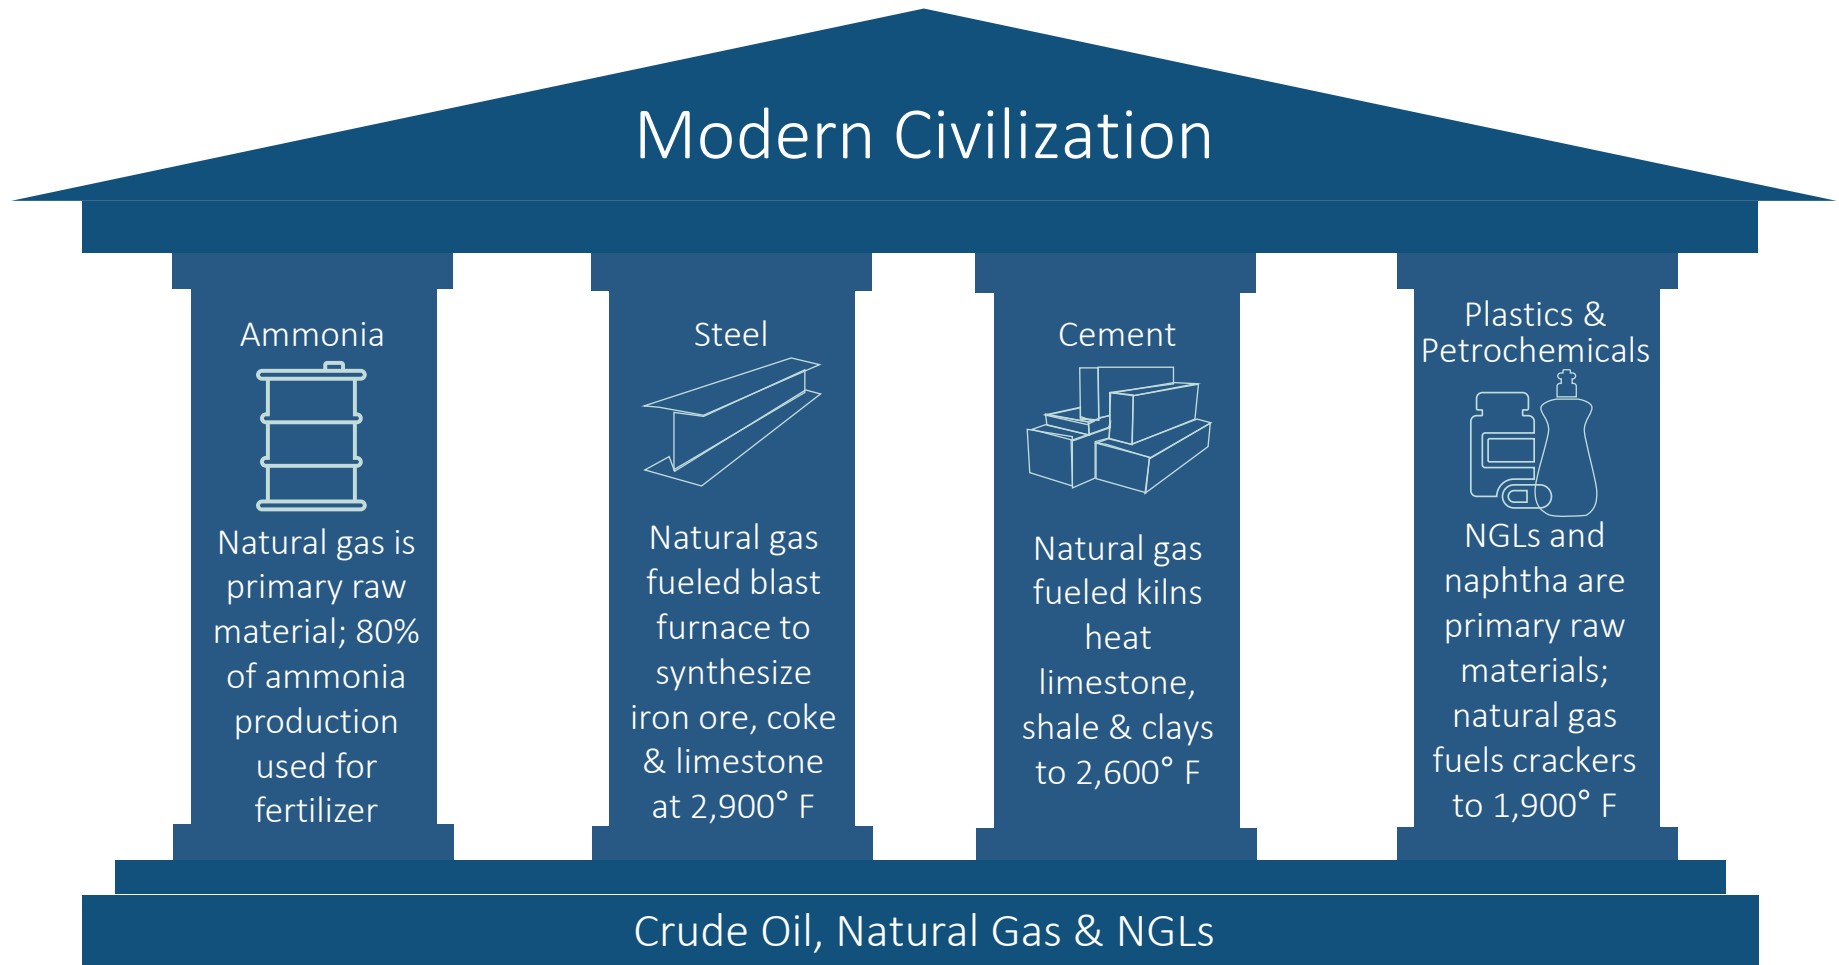 Modern Civilization
Ammonia
Natural gas is
primary raw
material; 80%
of ammonia
production
used for
fertilizer
Steel
Natural gas
fueled blast
furnace to
synthesize
iron ore, coke
& limestone
at 2,900° F
Cement
Natural gas
fueled kilns
heat
limestone,
shale & clays
to 2,600° F
Plastics &
Petrochemicals
NGLs and
naphtha are
primary raw
materials;
natural gas
fuels crackers
to 1,900° F
Crude Oil, Natural Gas & NGLs